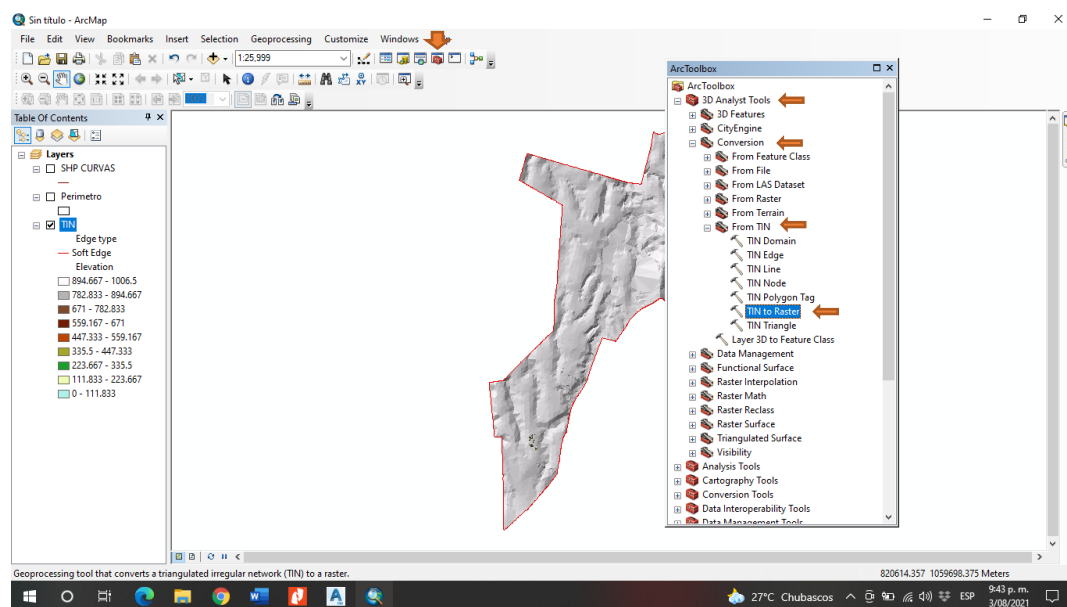 Sin título - ArcMap
File Edit View Bookmarks Insert Selection Geoprocessing Customize Windows
1:25,999
Table Of Contents
Layers
SHP CURVAS
Perimetro
TIN
Edge type
Soft Edge
Elevation
894.667 - 1006.5
782.833 - 894.667
671 - 782.833
559.167 - 671
447.333 - 559.167
335.5 - 447.333
223.667 - 335.5
111.833 - 223.667
0 - 111.833
ArcToolbox
ArcToolbox
3D Analyst Tools
3D Features
CityEngine
Conversion
From Feature Class
From File
From LAS Dataset
From Raster
From Terrain
From TIN
TIN Domain
TIN Edge
TIN Line
TIN Node
TIN Polygon Tag
TIN to Raster
TIN Triangle
Layer 3D to Feature Class
Data Management
Functional Surface
Raster Interpolation
Raster Math
Raster Reclass
Raster Surface
Triangulated Surface
Visibility
Analysis Tools
Cartography Tools
Conversion Tools
Data Interoperability Tools
Data Management Tools
Geoprocessing tool that converts a triangulated irregular network (TIN) to a raster.
820614.357 1059698.375 Meters
27°C Chubascos
ESP
9:43 p. m.
3/08/2021